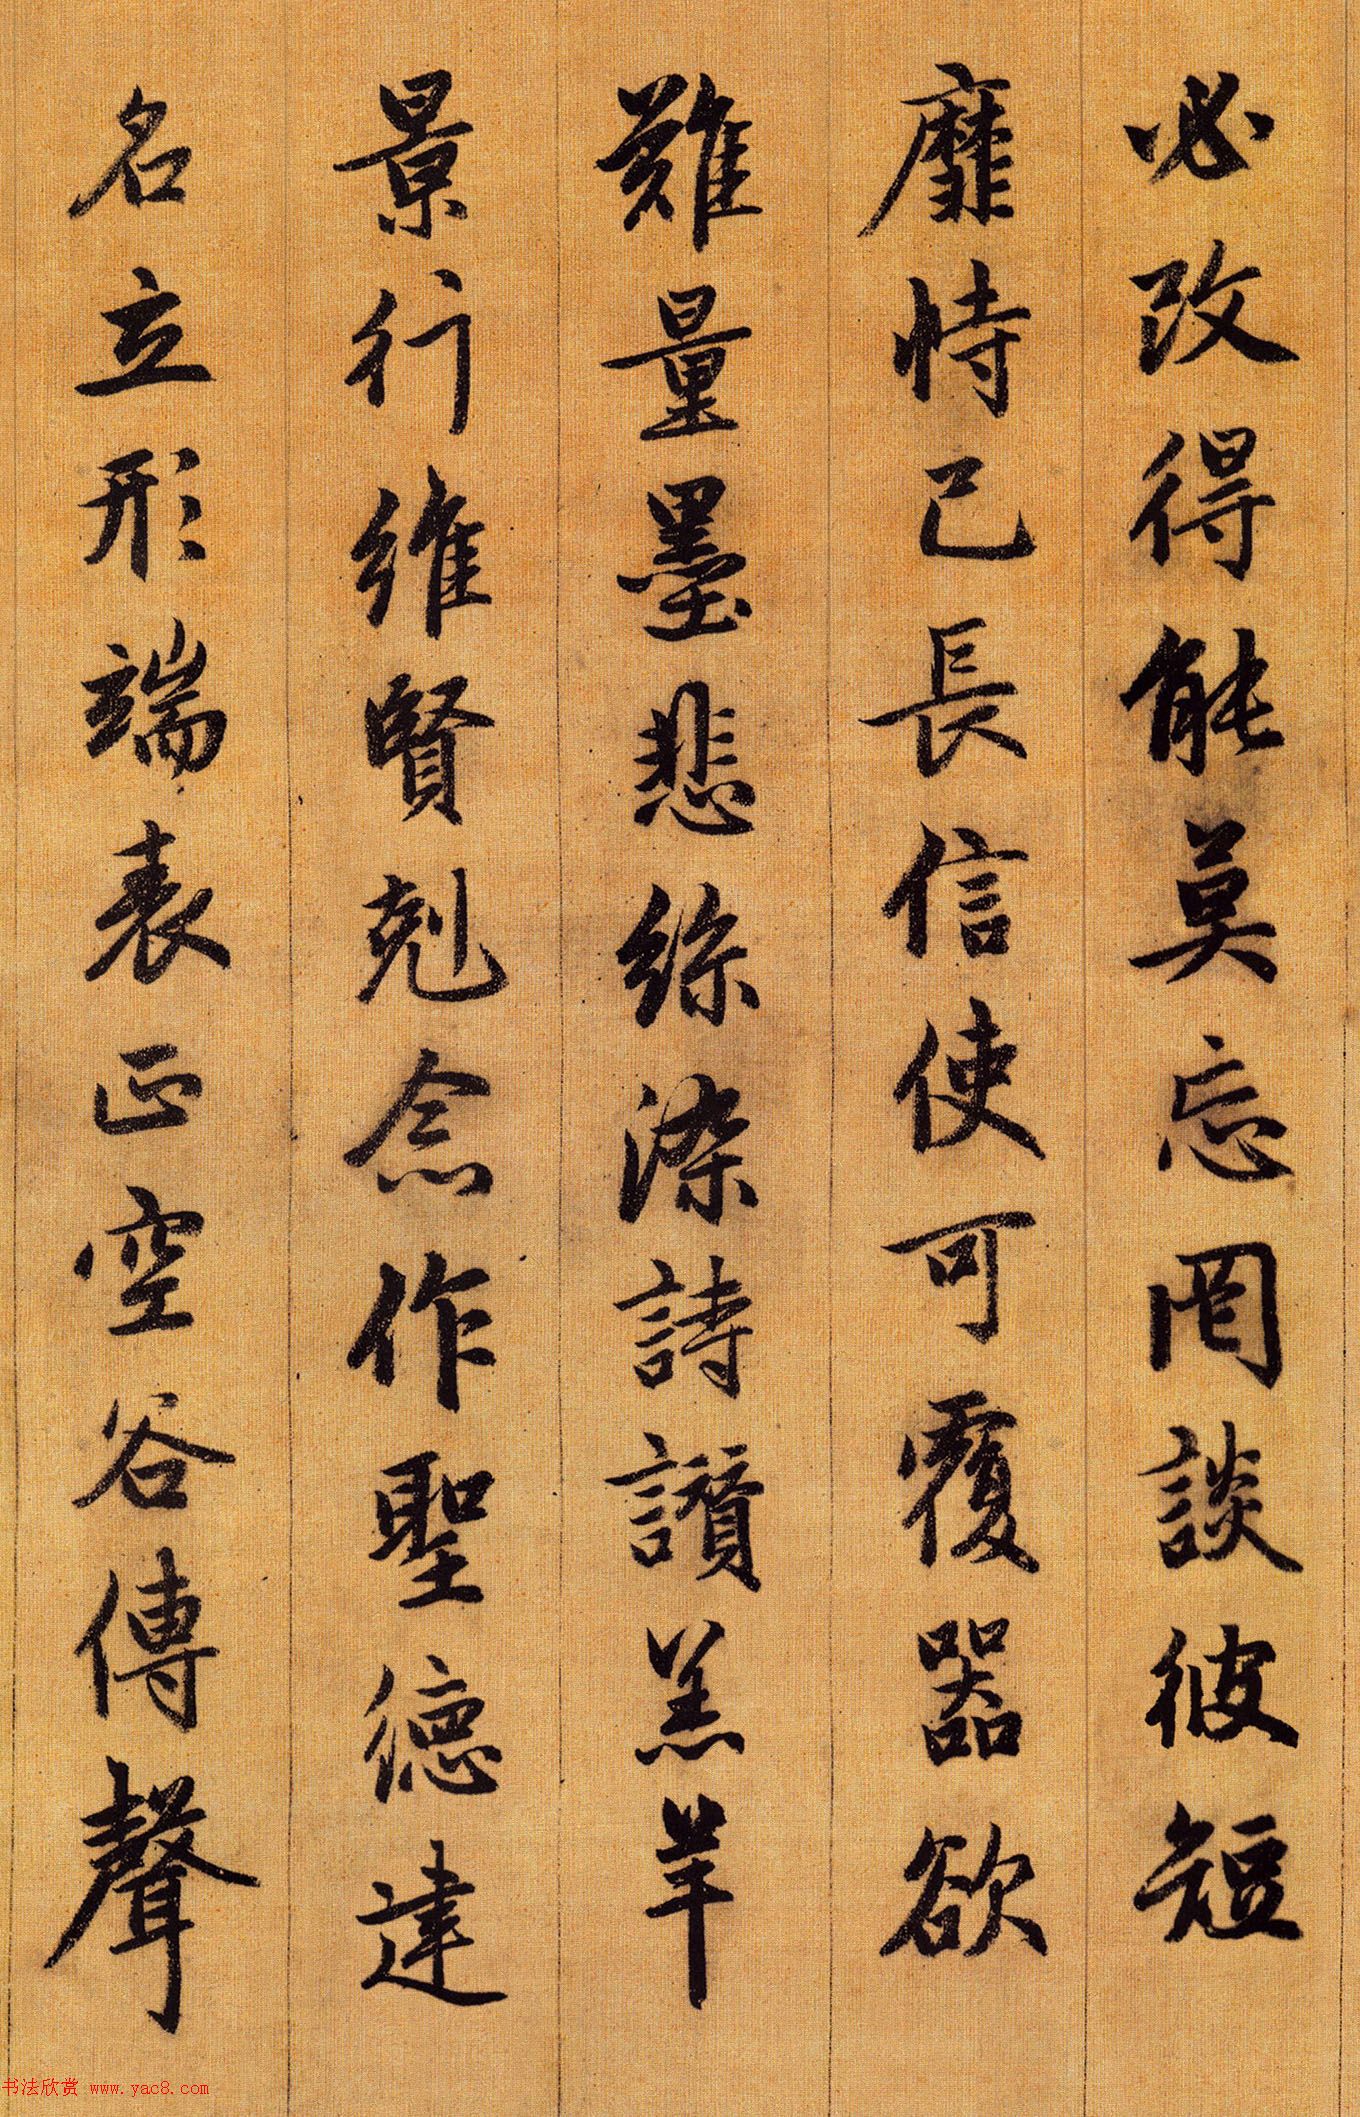 必改得能莫忘罔談彼短
靡恃己長信使可覆器欲
難量墨悲絲染詩讚羔羊
景行維賢剋念作聖德建
名立形端表正空谷傳聲
书法欣赏 www.yac8.com